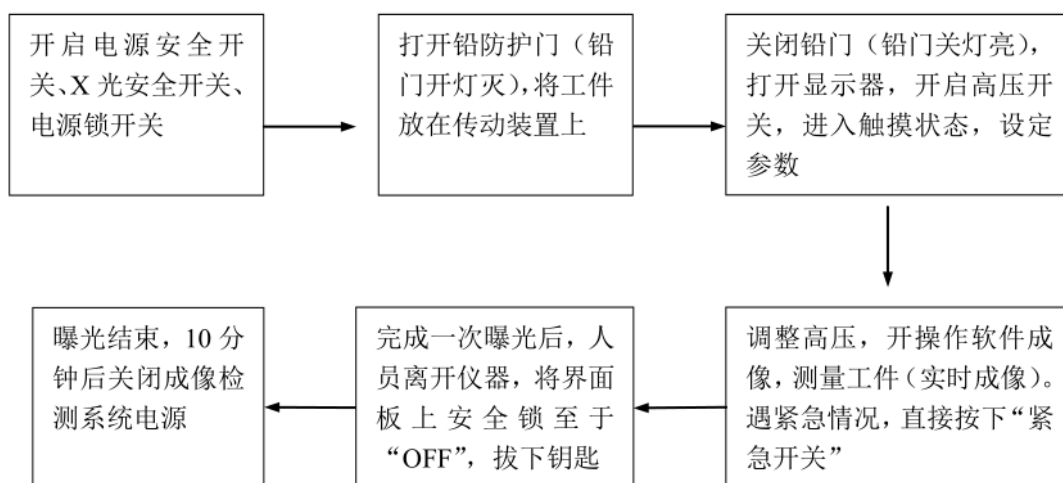 开启电源安全开
关、X 光安全开关、
电源锁开关
打开铅防护门（铅
门开灯灭），将工件
放在传动装置上
关闭铅门（铅门关灯亮），
打开显示器，开启高压开
关，进入触摸状态，设定
参数
调整高压，开操作软件成
像，测量工件（实时成像）。
遇紧急情况，直接按下“紧
急开关”
完成一次曝光后，人
员离开仪器，将界面
板上安全锁至于
“OFF”，拔下钥匙
曝光结束，10 分
钟后关闭成像检
测系统电源